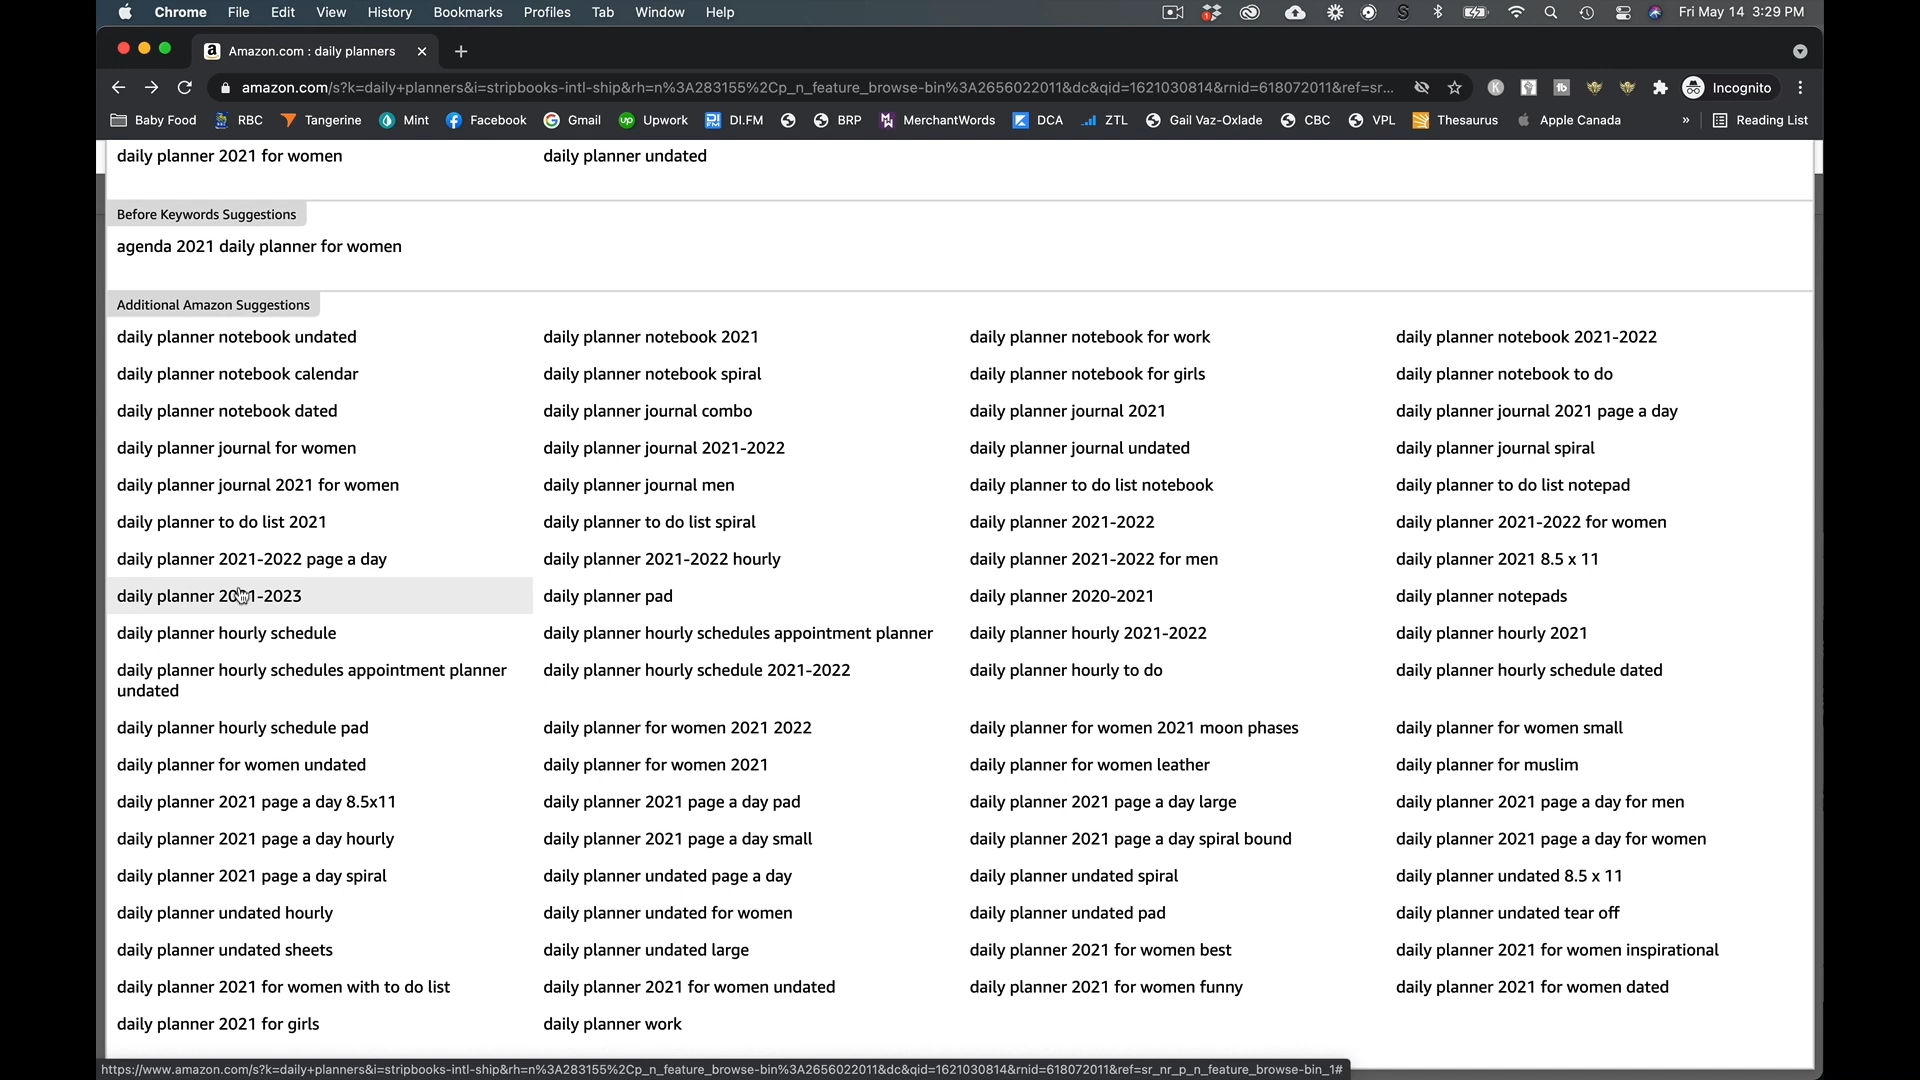 Chrome File Edit View History Bookmarks Profiles Tab Window Help Fri May 14 3:29 PM
Amazon.com : daily planners
amazon.com/s?k=daily+planners&i=stripbooks-intl-ship&rh=n%3A283155%2Cp_n_feature_browse-bin%3A2656022011&dc&qid=1621030814&rnid=618072011&ref=sr... Incognito
Baby Food RBC Tangerine Mint Facebook Gmail Upwork DI.FM BRP MerchantWords DCA ZTL Gail Vaz-Oxlade CBC VPL Thesaurus Apple Canada » Reading List
daily planner 2021 for women daily planner undated
Before Keywords Suggestions
agenda 2021 daily planner for women
Additional Amazon Suggestions
daily planner notebook undated daily planner notebook 2021 daily planner notebook for work daily planner notebook 2021-2022
daily planner notebook calendar daily planner notebook spiral daily planner notebook for girls daily planner notebook to do
daily planner notebook dated daily planner journal combo daily planner journal 2021 daily planner journal 2021 page a day
daily planner journal for women daily planner journal 2021-2022 daily planner journal undated daily planner journal spiral
daily planner journal 2021 for women daily planner journal men daily planner to do list notebook daily planner to do list notepad
daily planner to do list 2021 daily planner to do list spiral daily planner 2021-2022 daily planner 2021-2022 for women
daily planner 2021-2022 page a day daily planner 2021-2022 hourly daily planner 2021-2022 for men daily planner 2021 8.5 x 11
daily planner 2021-2023 daily planner pad daily planner 2020-2021 daily planner notepads
daily planner hourly schedule daily planner hourly schedules appointment planner daily planner hourly 2021-2022 daily planner hourly 2021
daily planner hourly schedules appointment planner daily planner hourly schedule 2021-2022 daily planner hourly to do daily planner hourly schedule dated
undated
daily planner hourly schedule pad daily planner for women 2021 2022 daily planner for women 2021 moon phases daily planner for women small
daily planner for women undated daily planner for women 2021 daily planner for women leather daily planner for muslim
daily planner 2021 page a day 8.5x11 daily planner 2021 page a day pad daily planner 2021 page a day large daily planner 2021 page a day for men
daily planner 2021 page a day hourly daily planner 2021 page a day small daily planner 2021 page a day spiral bound daily planner 2021 page a day for women
daily planner 2021 page a day spiral daily planner undated page a day daily planner undated spiral daily planner undated 8.5 x 11
daily planner undated hourly daily planner undated for women daily planner undated pad daily planner undated tear off
daily planner undated sheets daily planner undated large daily planner 2021 for women best daily planner 2021 for women inspirational
daily planner 2021 for women with to do list daily planner 2021 for women undated daily planner 2021 for women funny daily planner 2021 for women dated
daily planner 2021 for girls daily planner work
https://www.amazon.com/s?k=daily+planners&i=stripbooks-intl-ship&rh=n%3A283155%2Cp_n_feature_browse-bin%3A2656022011&dc&qid=1621030814&rnid=618072011&ref=sr_nr_p_n_feature_browse-bin_1#